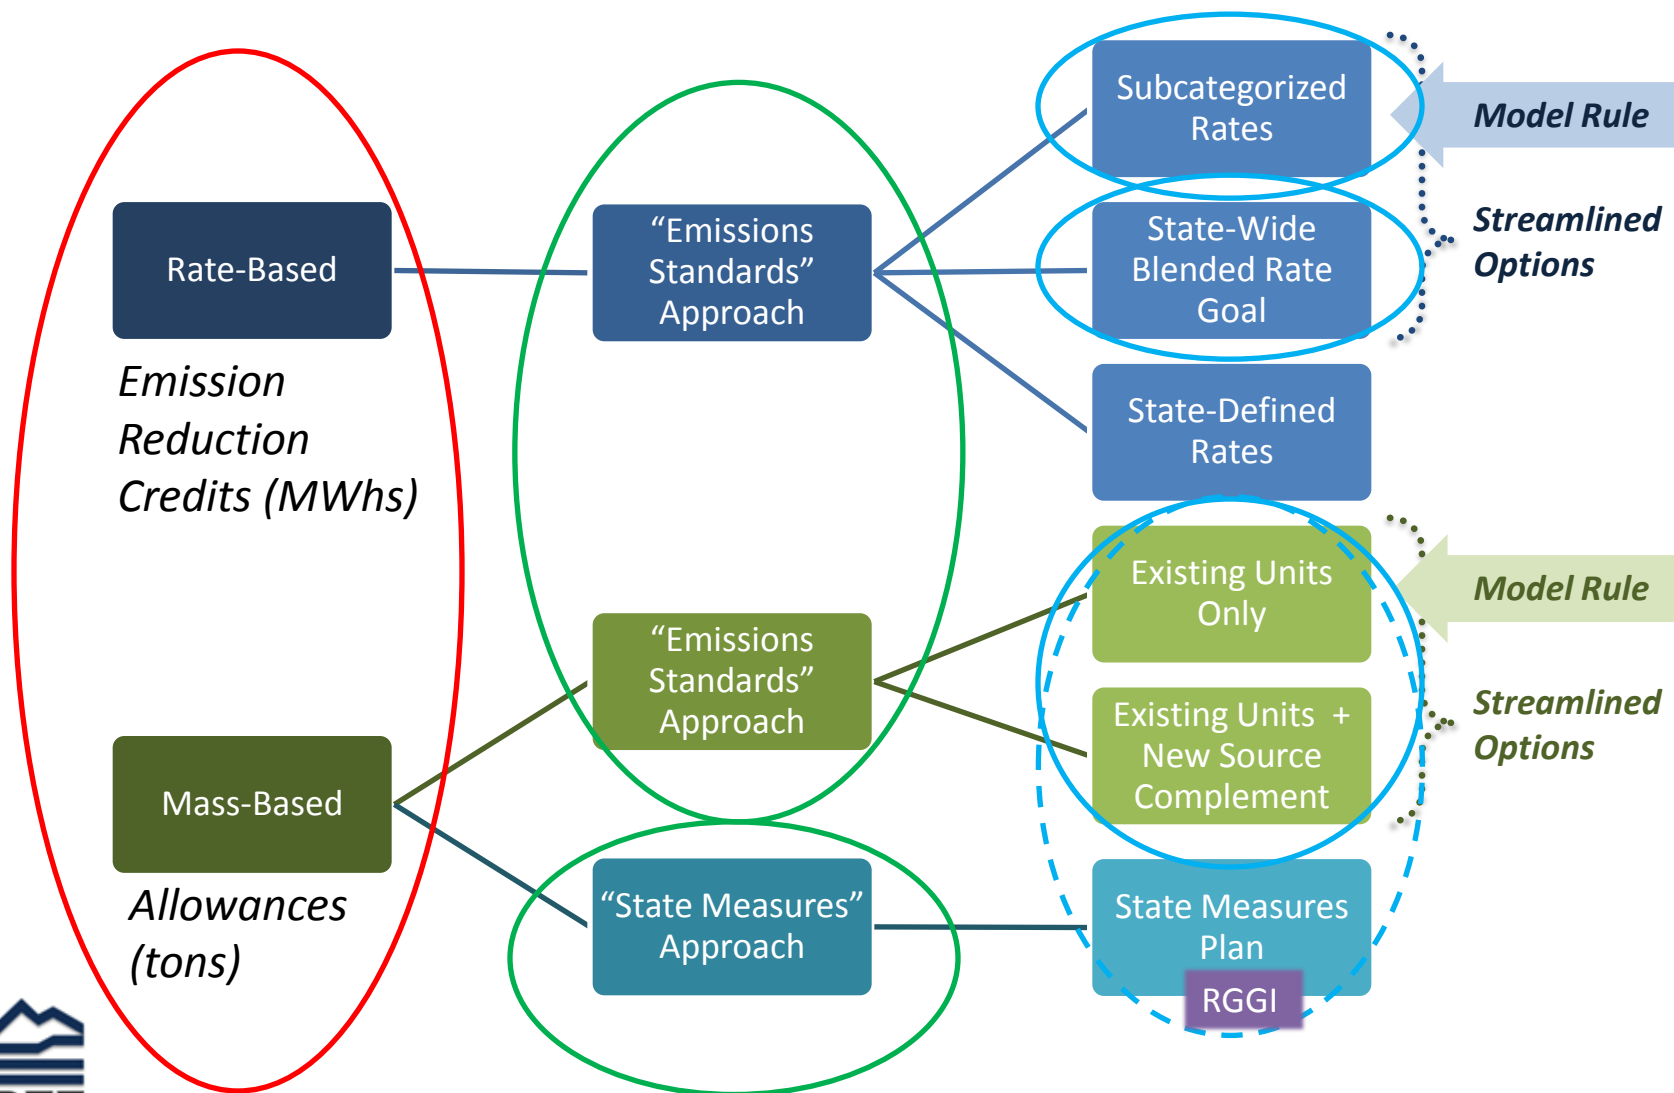 Rate-Based
Emission
Reduction
Credits (MWhs)
Mass-Based
Allowances
(tons)
“Emissions
Standards”
Approach
“Emissions
Standards”
Approach
“State Measures”
Approach
Subcategorized
Rates
State-Wide
Blended Rate
Goal
State-Defined
Rates
Existing Units
Only
Existing Units +
New Source
Complement
State Measures
Plan
RGGI
Model Rule
Streamlined
Options
Model Rule
Streamlined
Options